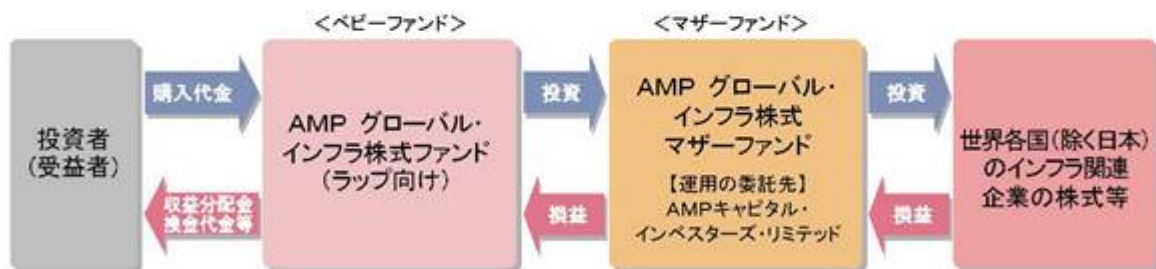 ＜ベビーファンド＞
＜マザーファンド＞
投資者
（受益者）
購入代金
収益分配金
換金代金等
AMP グローバル・
インフラ株式ファンド
（ラップ向け）
投資
損益
AMP グローバル・
インフラ株式
マザーファンド
【運用の委託先】
AMPキャピタル・
インベスターズ・リミテッド
投資
損益
世界各国（除く日本）
のインフラ関連
企業の株式等